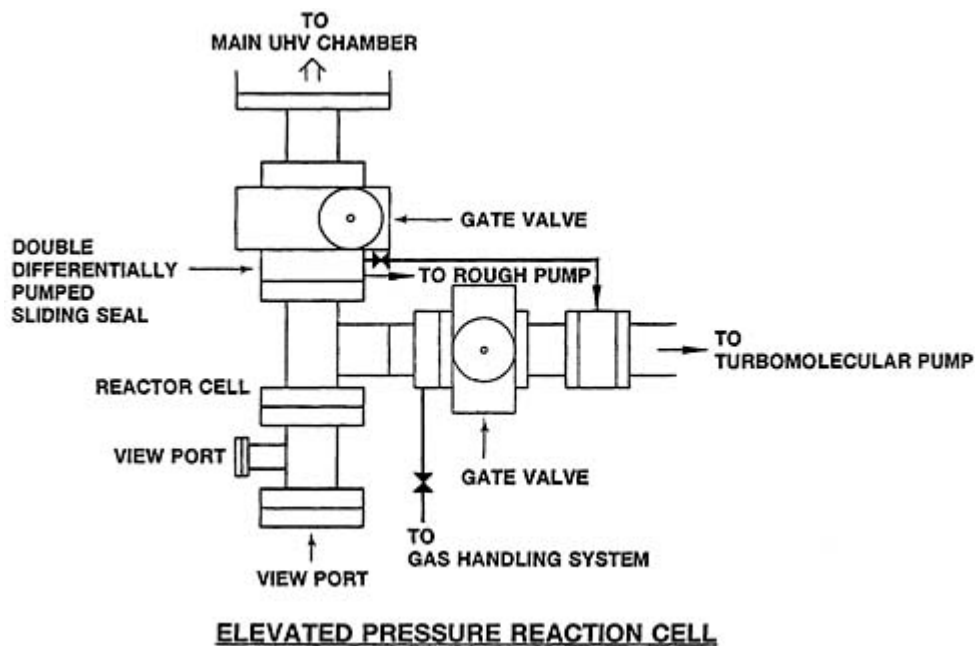 TO
MAIN UHV CHAMBER
GATE VALVE
DOUBLE
DIFFERENTIALLY
PUMPED
SLIDING SEAL
TO ROUGH PUMP
TO
TURBOMOLECULAR PUMP
REACTOR CELL
VIEW PORT
GATE VALVE
TO
GAS HANDLING SYSTEM
VIEW PORT
ELEVATED PRESSURE REACTION CELL